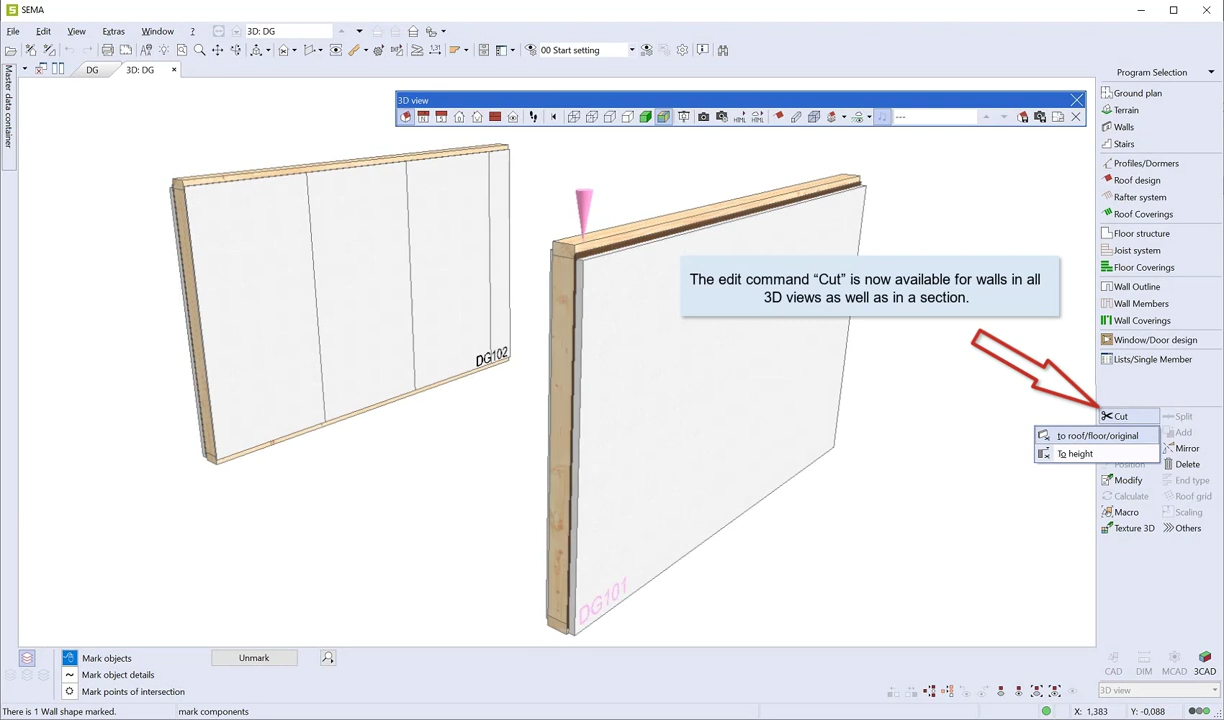 SEMA
File Edit View Extras Window ? 3D: DG
00 Start setting
DG 3D: DG
Master data container
3D view
HTML HTML ---
DG102
DG101
The edit command “Cut” is now available for walls in all
3D views as well as in a section.
Program Selection
Ground plan
Terrain
Walls
Stairs
Profiles/Dormers
Roof design
Rafter system
Roof Coverings
Floor structure
Joist system
Floor Coverings
Wall Outline
Wall Members
Wall Coverings
Window/Door design
Lists/Single Member
Cut Split
to roof/floor/original Add
To height Mirror
Position Delete
Modify End type
Calculate Roof grid
Macro Scaling
Texture 3D Others
Mark objects Unmark
Mark object details
Mark points of intersection
CAD DIM MCAD 3CAD
3D view
There is 1 Wall shape marked. mark components X: 1,383 Y: -0,088